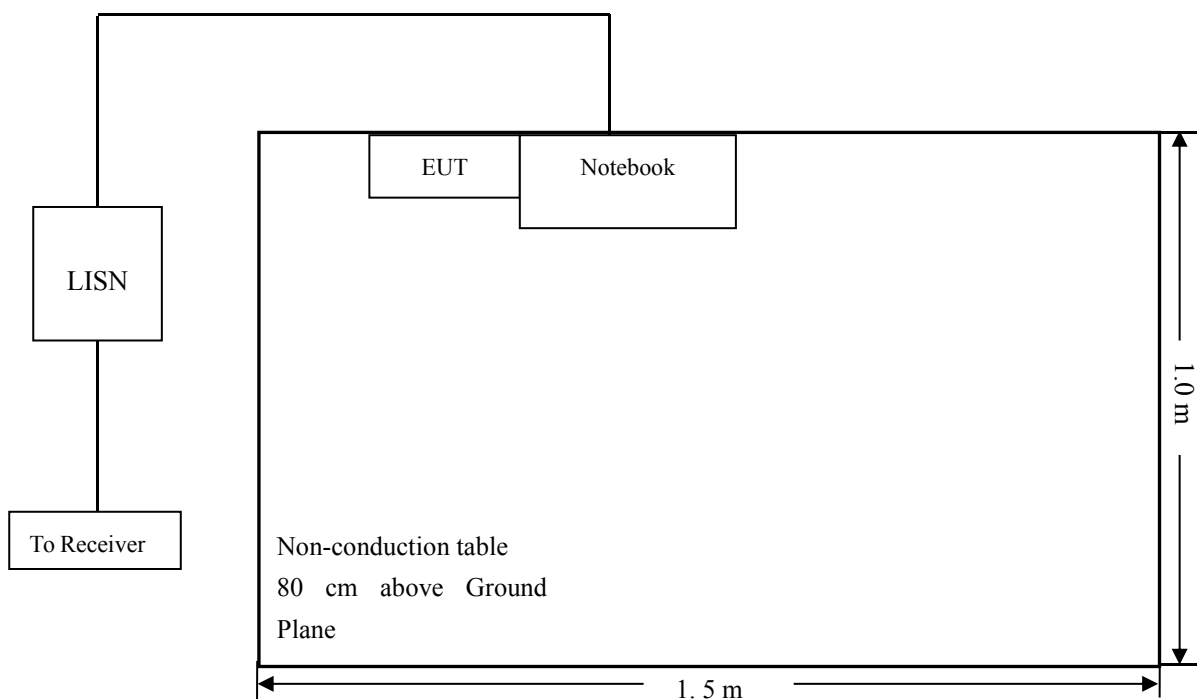 EUT
Notebook
LISN
1.0 m
To Receiver
Non-conduction table
80 cm above Ground
Plane
1. 5 m